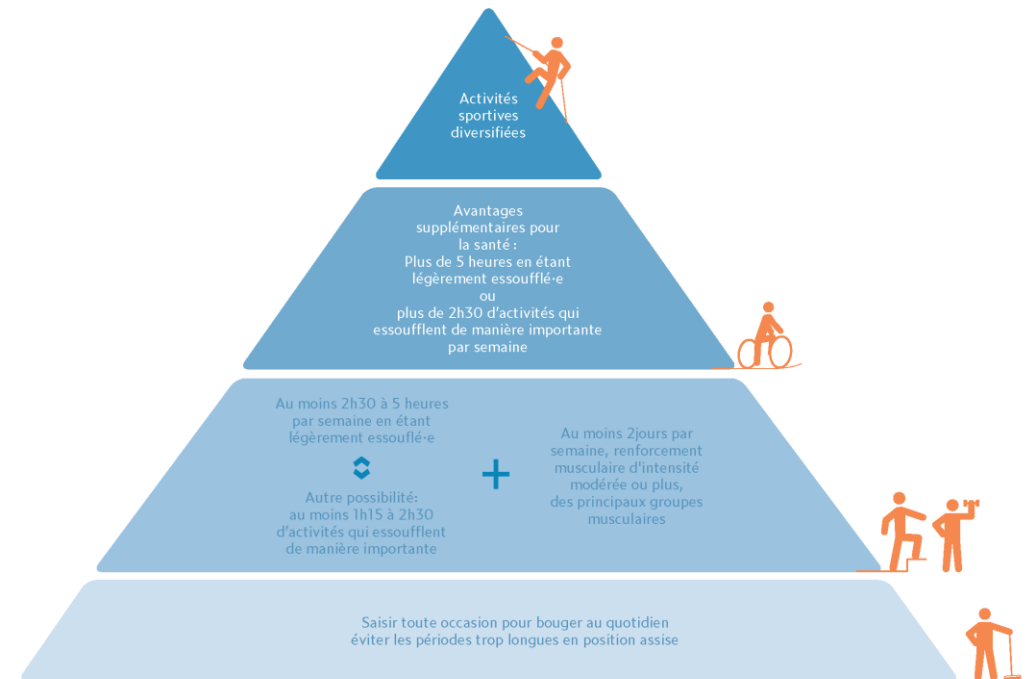 Activités
sportives
diversifiées
Avantages
supplémentaires pour
la santé :
Plus de 5 heures en étant
légèrement essoufflé·e
ou
plus de 2h30 d'activités qui
essoufflent de manière importante
par semaine
Au moins 2h30 à 5 heures
par semaine en étant
légèrement essouflé·e
Autre possibilité:
au moins 1h15 à 2h30
d'activités qui essoufflent
de manière importante
+
Au moins 2jours par
semaine, renforcement
musculaire d'intensité
modérée ou plus,
des principaux groupes
musculaires
Saisir toute occasion pour bouger au quotidien
éviter les périodes trop longues en position assise